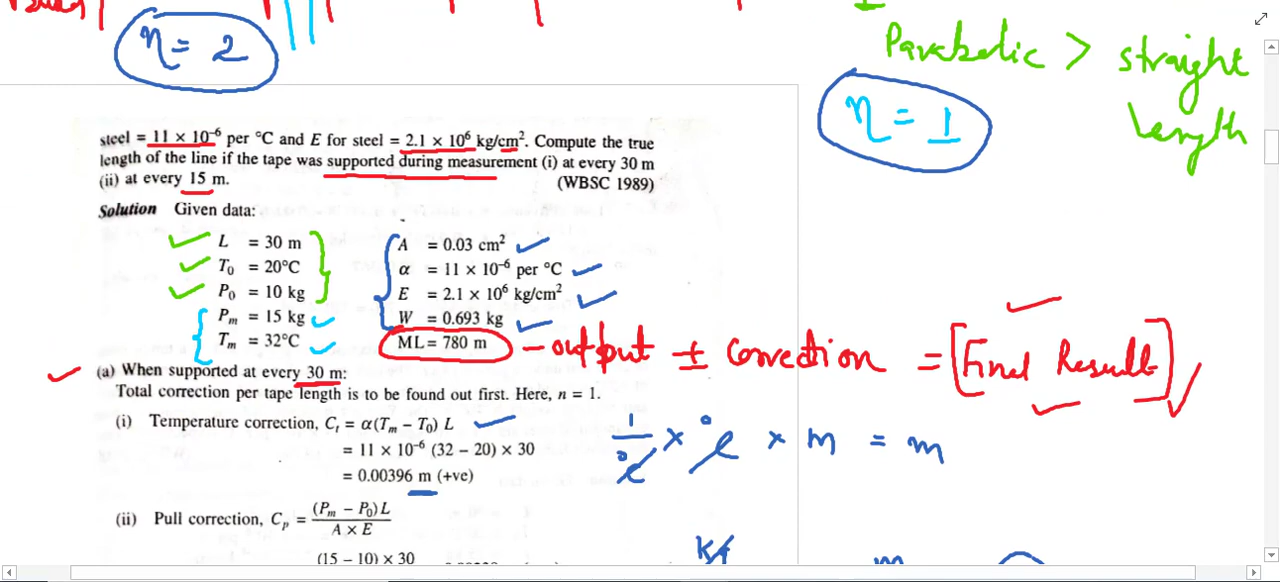 η = 2
Parabolic > straight
length
η = 1
steel = 11 × 10⁻⁶ per °C and E for steel = 2.1 × 10⁶ kg/cm². Compute the true
length of the line if the tape was supported during measurement (i) at every 30 m
(ii) at every 15 m. (WBSC 1989)
Solution Given data:
L = 30 m A = 0.03 cm²
T₀ = 20°C α = 11 × 10⁻⁶ per °C
P₀ = 10 kg E = 2.1 × 10⁶ kg/cm²
Pₘ = 15 kg W = 0.693 kg
Tₘ = 32°C ML = 780 m – output ± Correction = [Final Result]
(a) When supported at every 30 m:
Total correction per tape length is to be found out first. Here, n = 1.
(i) Temperature correction, Cₜ = α(Tₘ – T₀) L
= 11 × 10⁻⁶ (32 – 20) × 30 1/°c × °c × m = m
= 0.00396 m (+ve)
(ii) Pull correction, Cₚ = (Pₘ – P₀)L / A × E
(15 – 10) × 30